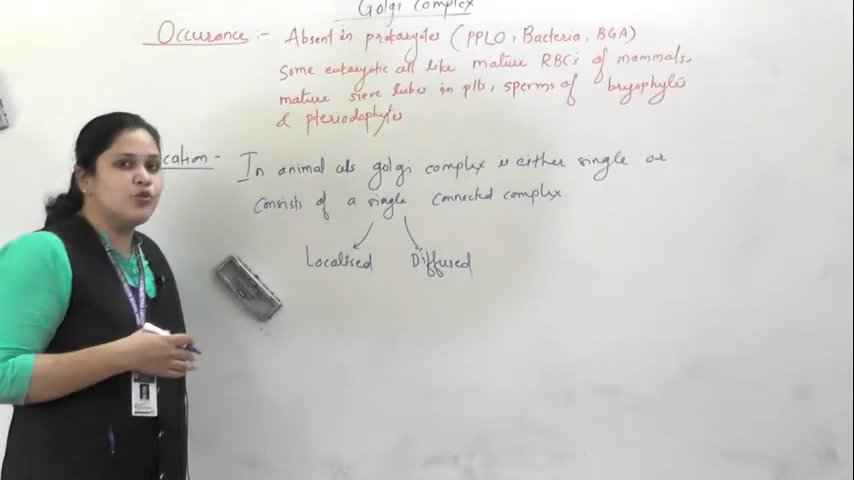 Golgi Complex
Occurance :- Absent in prokaryotes (PPLO, Bacteria, BGA)
Some eukaryotic cell like mature RBCs of mammals,
mature sieve tubes in plts, sperms of bryophytes
& pteriodophytes
cation - In animal cells golgi complex is either single or
consists of a single connected complex
Localised Diffused